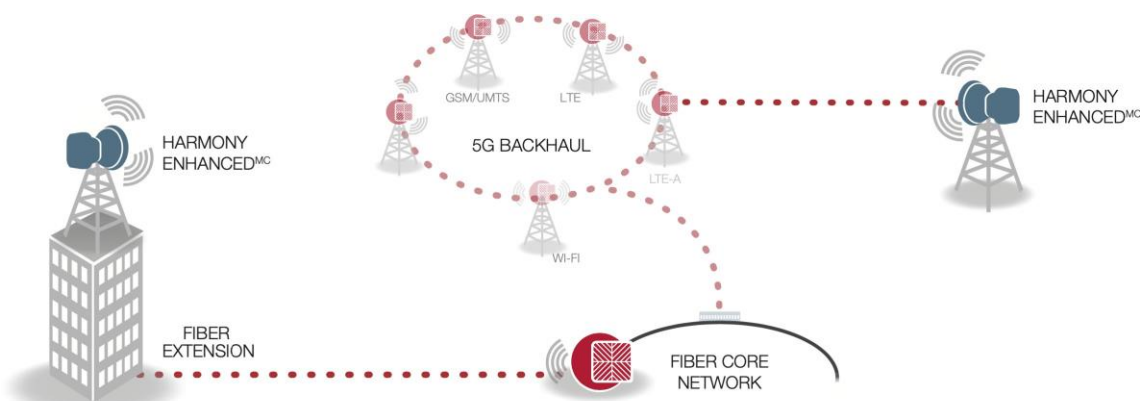 GSM/UMTS
LTE
HARMONY
ENHANCEDᴹᶜ
HARMONY
ENHANCEDᴹᶜ
5G BACKHAUL
LTE-A
WI-FI
FIBER
EXTENSION
FIBER CORE
NETWORK